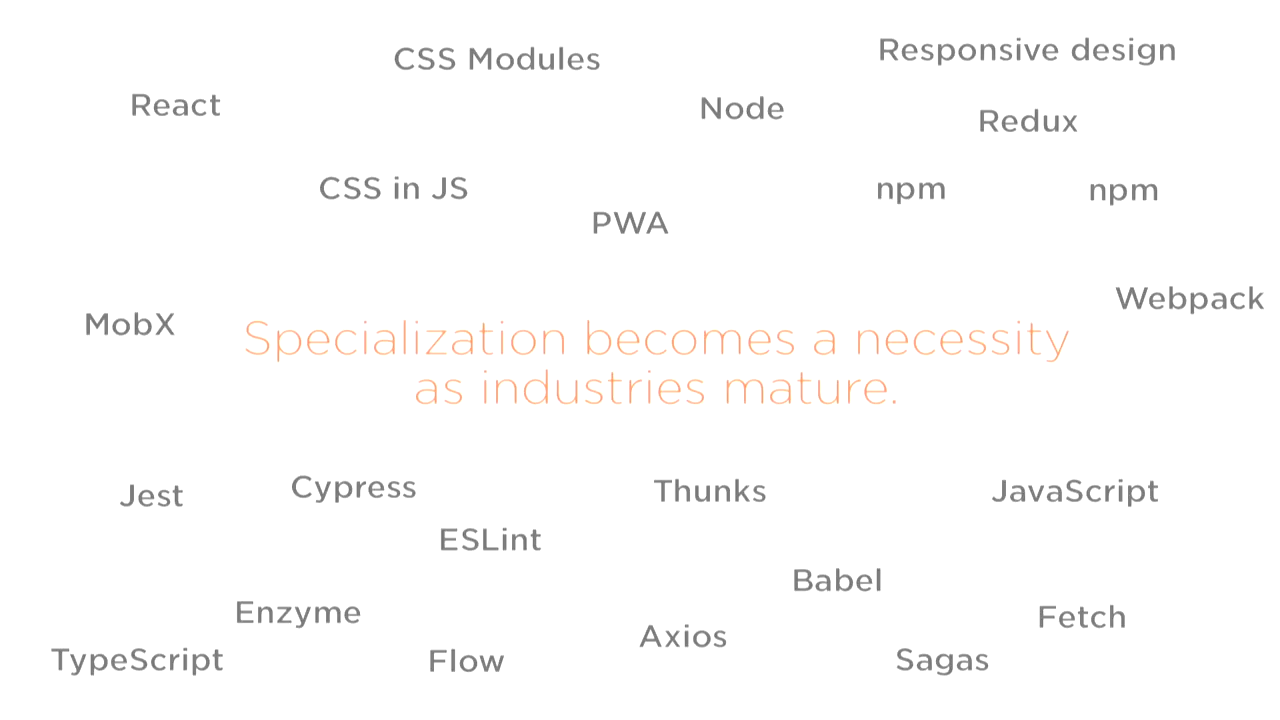 Responsive design
CSS Modules
React
Node
Redux
CSS in JS
npm
npm
PWA
Webpack
MobX
Specialization becomes a necessity
as industries mature.
Jest
Cypress
Thunks
JavaScript
ESLint
Babel
Enzyme
Fetch
Axios
TypeScript
Flow
Sagas